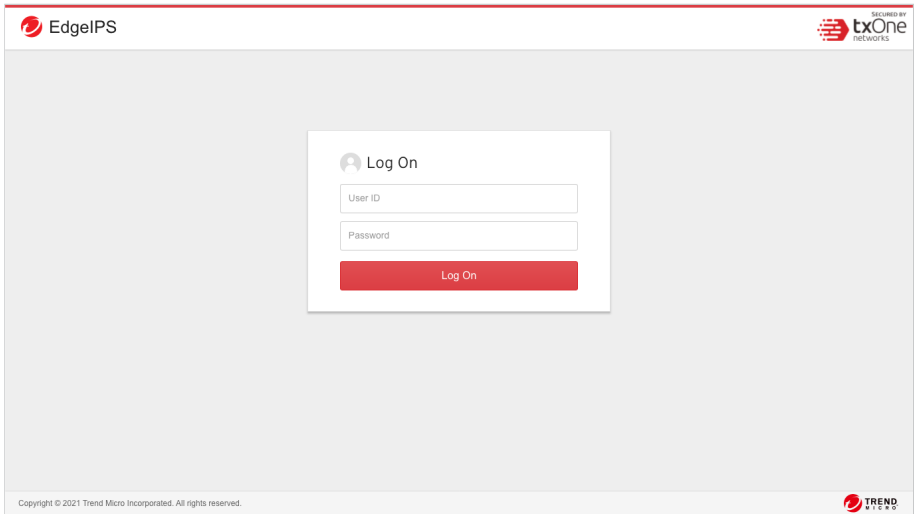 EdgeIPS
SECURED BY
txOne
networks
Log On
User ID
Password
Log On
Copyright © 2021 Trend Micro Incorporated. All rights reserved.
TREND
MICRO